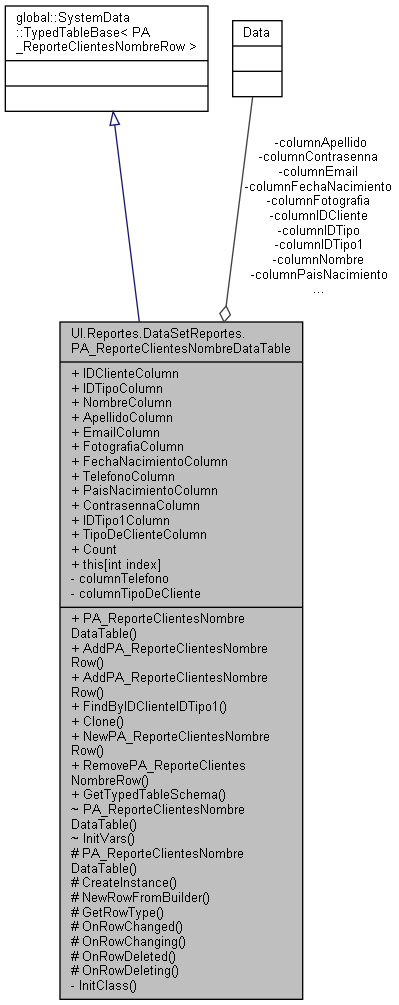 global::SystemData
::TypedTableBase< PA
_ReporteClientesNombreRow >
Data
-columnApellido
-columnContrasenna
-columnEmail
-columnFechaNacimiento
-columnFotografia
-columnIDCliente
-columnIDTipo
-columnIDTipo1
-columnNombre
-columnPaisNacimiento
...
UI.Reportes.DataSetReportes.
PA_ReporteClientesNombreDataTable
+ IDClienteColumn
+ IDTipoColumn
+ NombreColumn
+ ApellidoColumn
+ EmailColumn
+ FotografiaColumn
+ FechaNacimientoColumn
+ TelefonoColumn
+ PaisNacimientoColumn
+ ContrasennaColumn
+ IDTipo1Column
+ TipoDeClienteColumn
+ Count
+ this[int index]
- columnTelefono
- columnTipoDeCliente
+ PA_ReporteClientesNombre
DataTable()
+ AddPA_ReporteClientesNombre
Row()
+ AddPA_ReporteClientesNombre
Row()
+ FindByIDClienteIDTipo1()
+ Clone()
+ NewPA_ReporteClientesNombre
Row()
+ RemovePA_ReporteClientes
NombreRow()
+ GetTypedTableSchema()
~ PA_ReporteClientesNombre
DataTable()
~ InitVars()
# PA_ReporteClientesNombre
DataTable()
# CreateInstance()
# NewRowFromBuilder()
# GetRowType()
# OnRowChanged()
# OnRowChanging()
# OnRowDeleted()
# OnRowDeleting()
- InitClass()